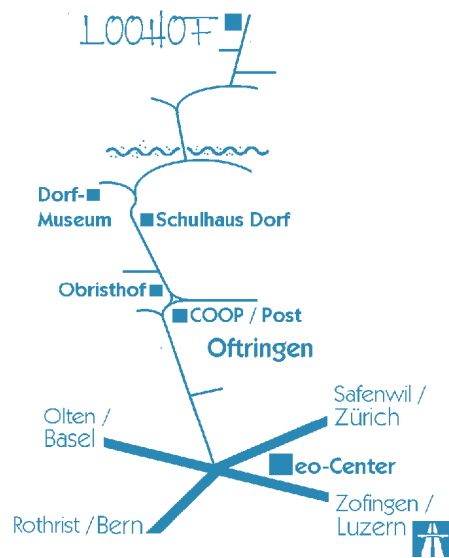 LOOHOF
Dorf-
Museum
Schulhaus Dorf
Obristhof
COOP / Post
Oftringen
Safenwil /
Zürich
Olten /
Basel
eo-Center
Zofingen /
Luzern
Rothrist / Bern